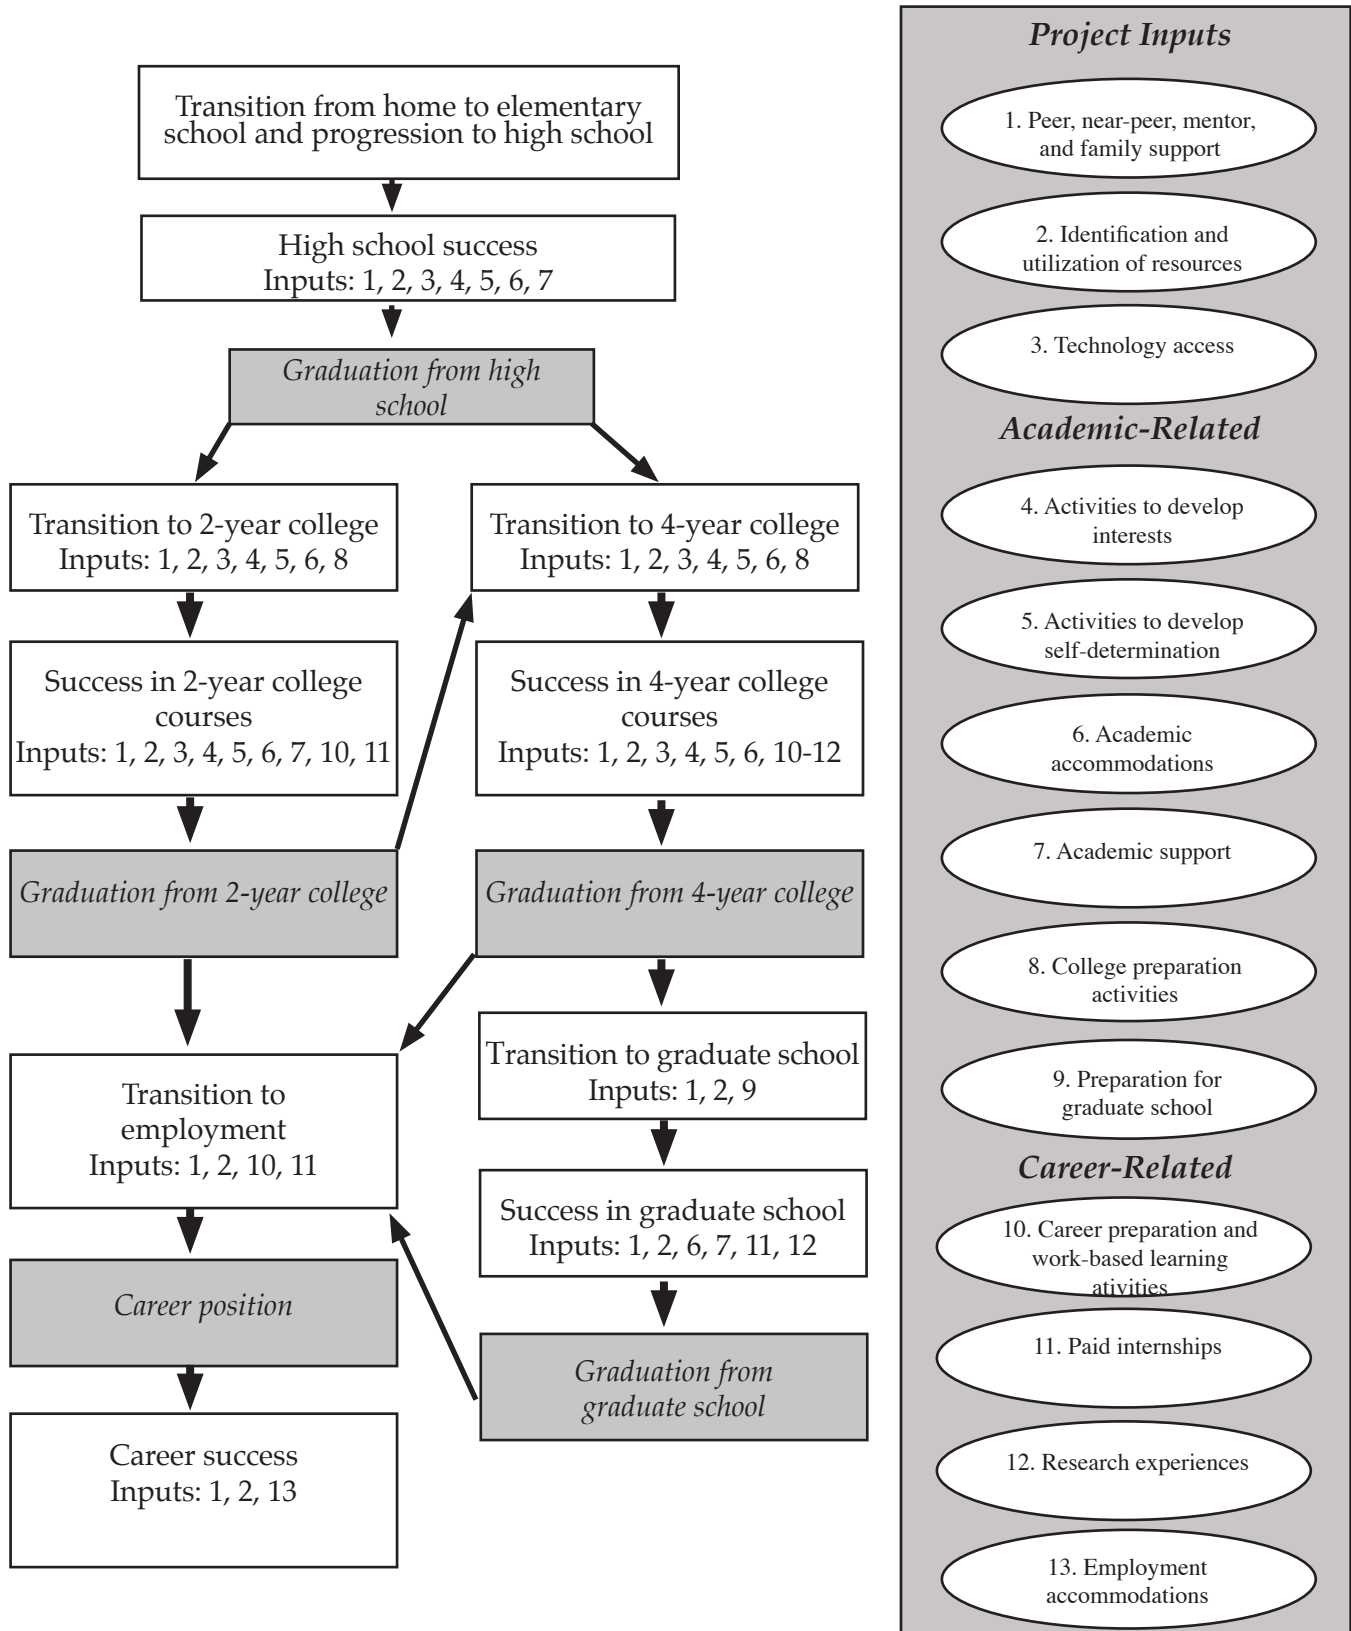 Transition from home to elementary
school and progression to high school
High school success
Inputs: 1, 2, 3, 4, 5, 6, 7
Graduation from high
school
Transition to 2-year college
Inputs: 1, 2, 3, 4, 5, 6, 8
Transition to 4-year college
Inputs: 1, 2, 3, 4, 5, 6, 8
Success in 2-year college
courses
Inputs: 1, 2, 3, 4, 5, 6, 7, 10, 11
Success in 4-year college
courses
Inputs: 1, 2, 3, 4, 5, 6, 10-12
Graduation from 2-year college
Graduation from 4-year college
Transition to
employment
Inputs: 1, 2, 10, 11
Transition to graduate school
Inputs: 1, 2, 9
Success in graduate school
Inputs: 1, 2, 6, 7, 11, 12
Career position
Graduation from
graduate school
Career success
Inputs: 1, 2, 13
Project Inputs
1. Peer, near-peer, mentor,
and family support
2. Identification and
utilization of resources
3. Technology access
Academic-Related
4. Activities to develop
interests
5. Activities to develop
self-determination
6. Academic
accommodations
7. Academic support
8. College preparation
activities
9. Preparation for
graduate school
Career-Related
10. Career preparation and
work-based learning
ativities
11. Paid internships
12. Research experiences
13. Employment
accommodations